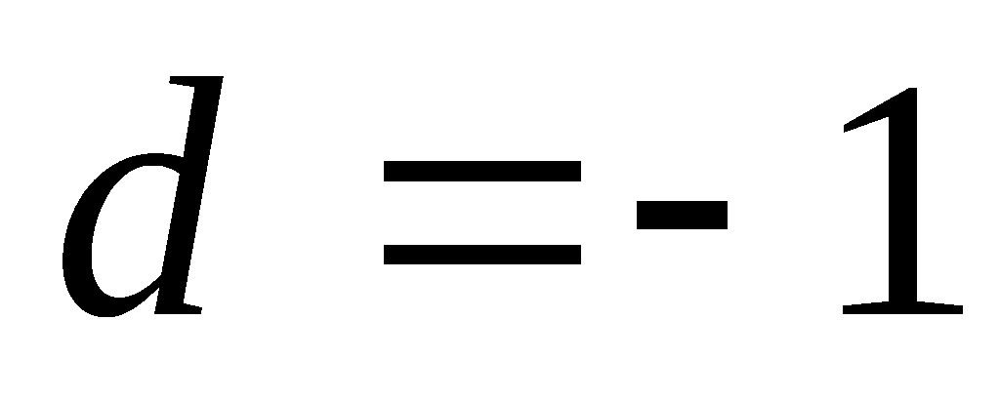 d = - 1